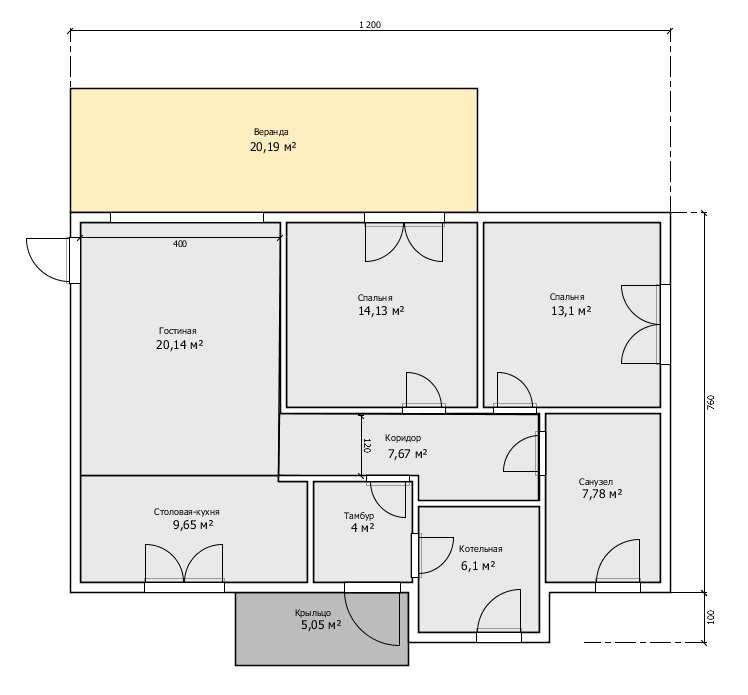 1 200
Веранда
20,19 м²
400
Гостиная
20,14 м²
Спальня
14,13 м²
Спальня
13,1 м²
760
Коридор
7,67 м²
120
Столовая-кухня
9,65 м²
Тамбур
4 м²
Котельная
6,1 м²
Санузел
7,78 м²
Крыльцо
5,05 м²
100